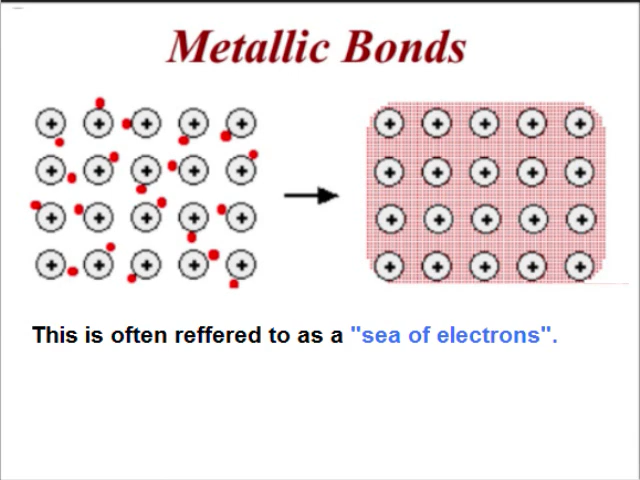 Metallic Bonds
This is often reffered to as a "sea of electrons".